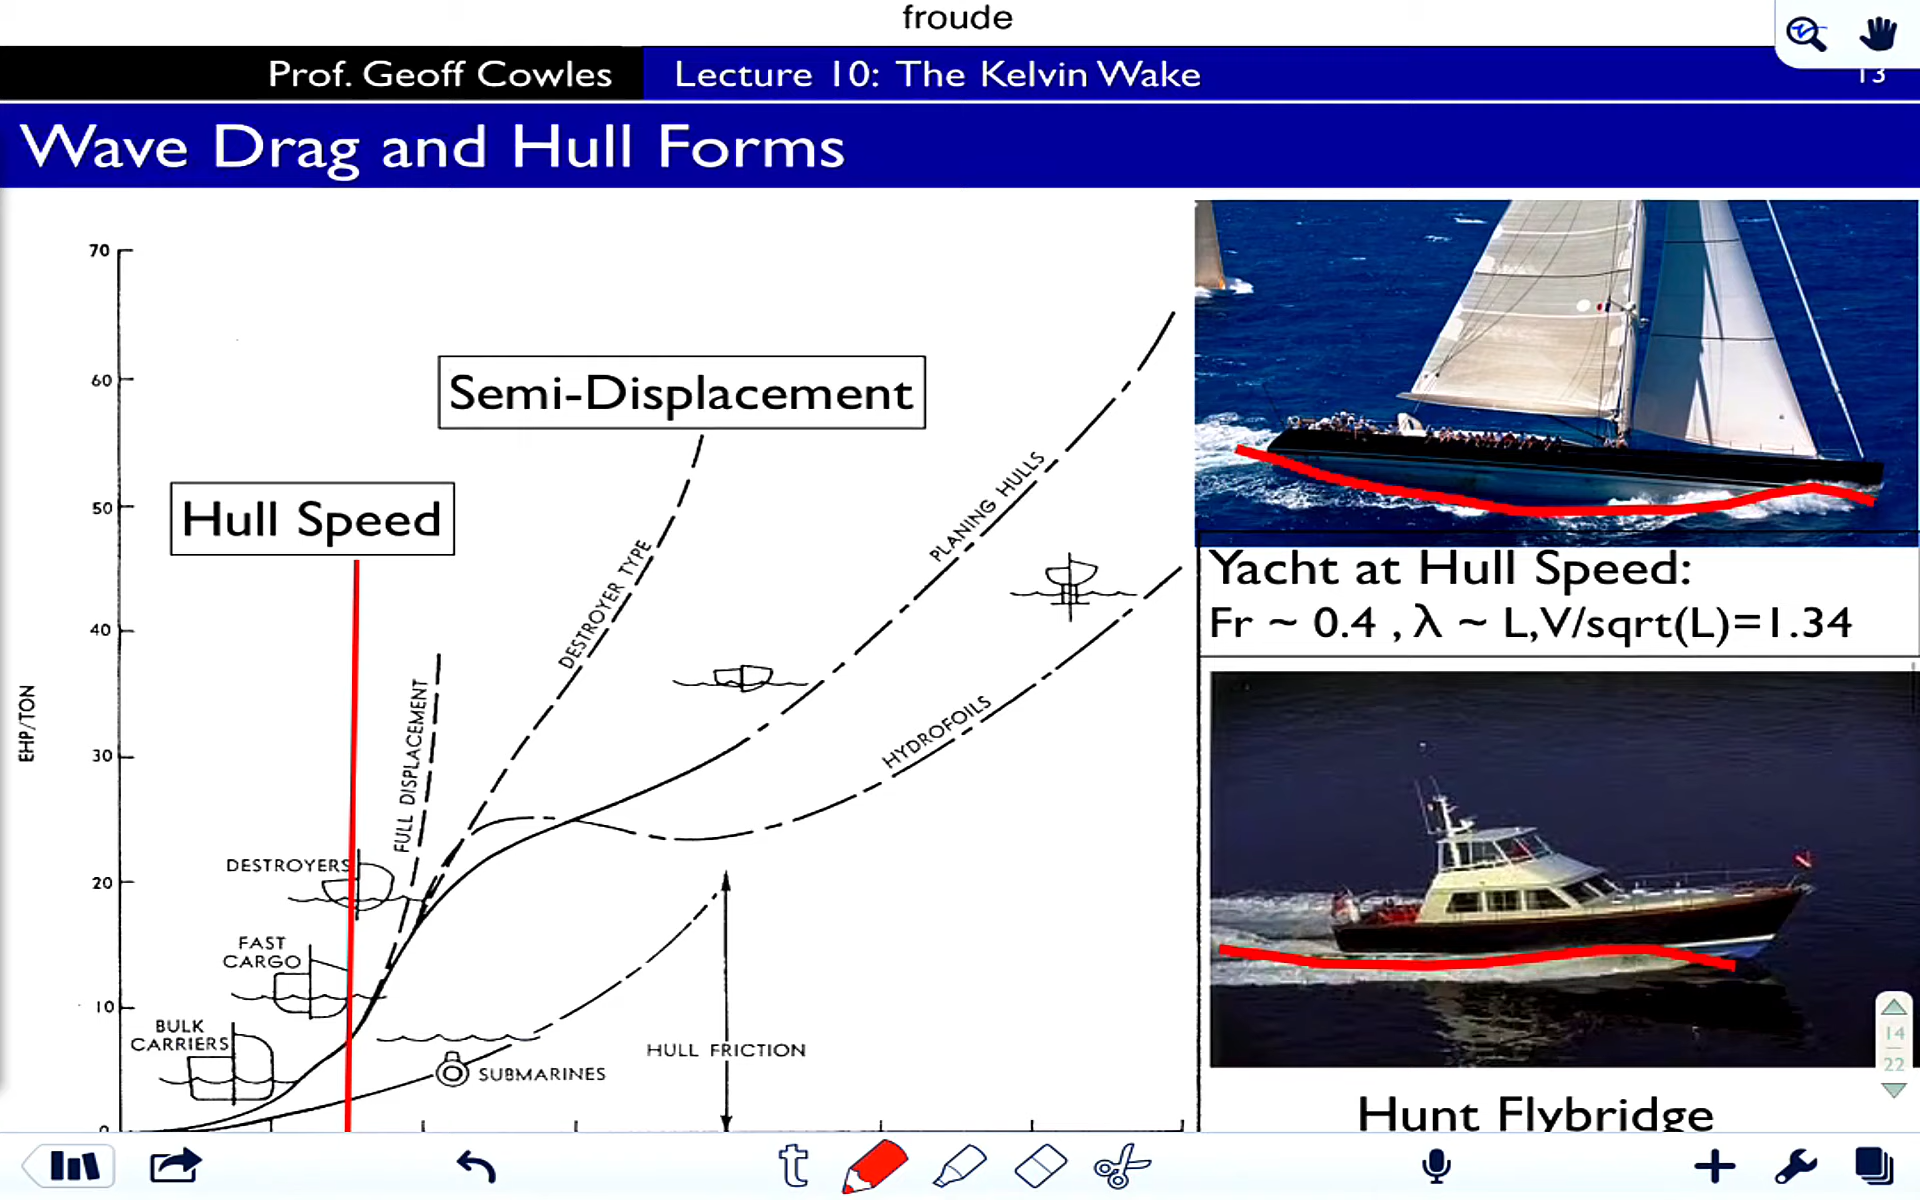 froude
Prof. Geoff Cowles
Lecture 10: The Kelvin Wake
13
Wave Drag and Hull Forms
70
60
50
40
30
20
10
0
EHP/TON
Semi-Displacement
Hull Speed
FULL DISPLACEMENT
DESTROYER TYPE
PLANING HULLS
HYDROFOILS
DESTROYERS
FAST
CARGO
BULK
CARRIERS
SUBMARINES
HULL FRICTION
Yacht at Hull Speed:
Fr ~ 0.4 , λ ~ L,V/sqrt(L)=1.34
Hunt Flybridge
14
22
t